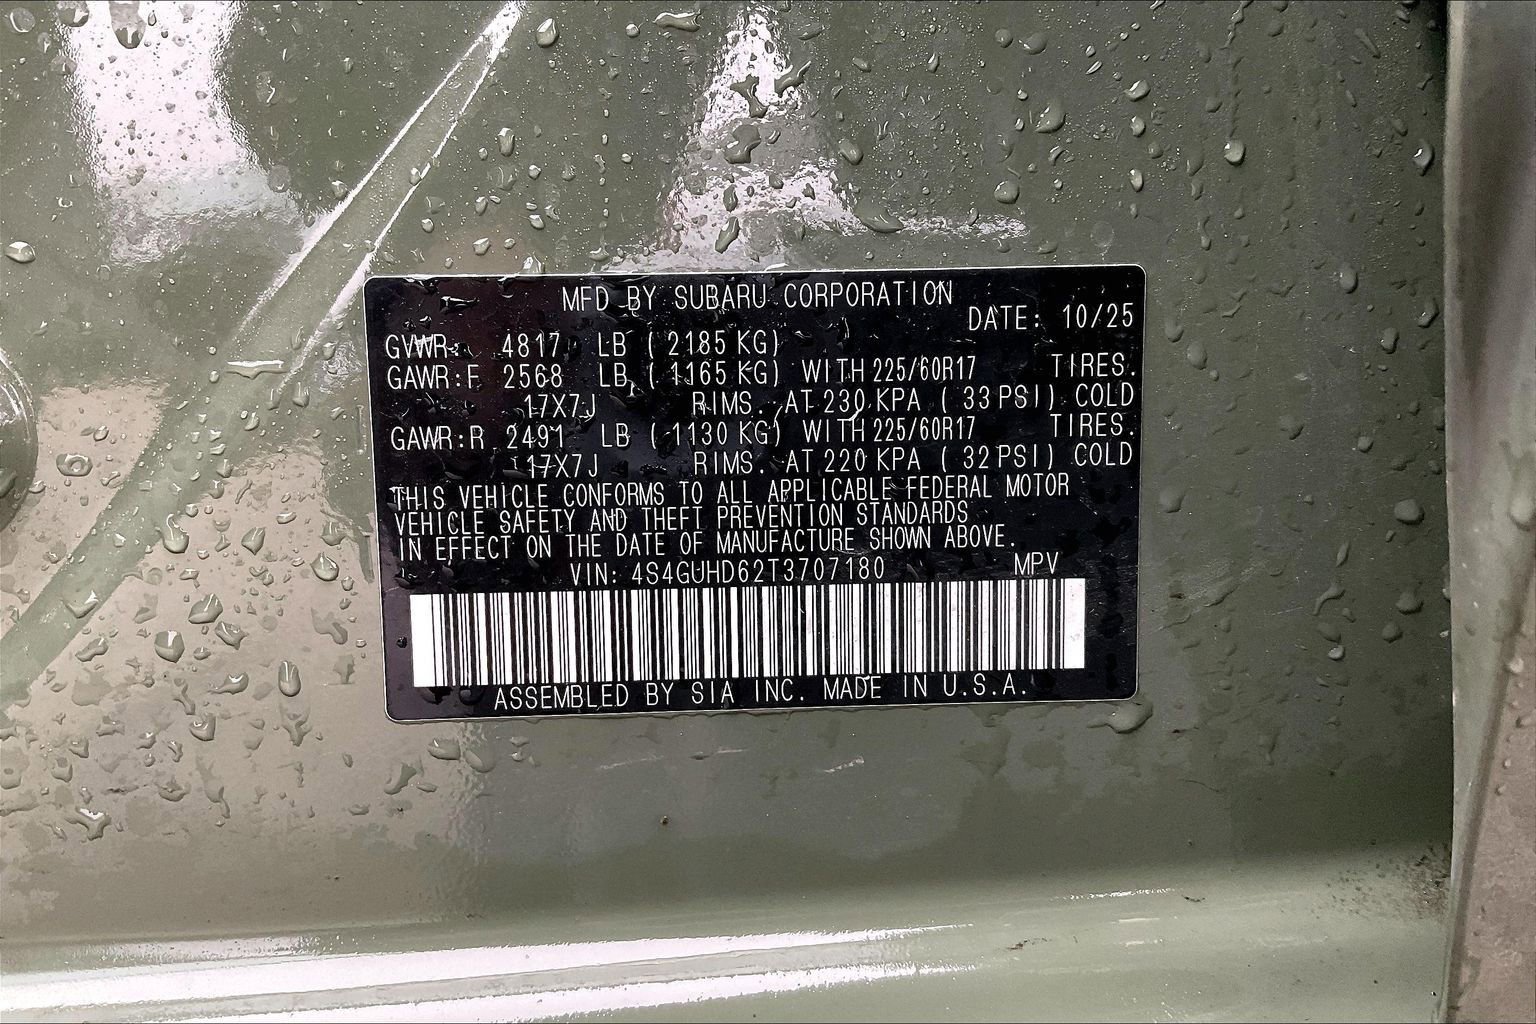 MFD BY SUBARU CORPORATION
DATE: 10/25
GVWR: 4817 LB ( 2185 KG)
GAWR:F 2568 LB ( 1165 KG) WITH 225/60R17 TIRES.
17X7J RIMS. AT 230 KPA ( 33 PSI) COLD
GAWR:R 2491 LB ( 1130 KG) WITH 225/60R17 TIRES.
17X7J RIMS. AT 220 KPA ( 32 PSI) COLD
THIS VEHICLE CONFORMS TO ALL APPLICABLE FEDERAL MOTOR
VEHICLE SAFETY AND THEFT PREVENTION STANDARDS
IN EFFECT ON THE DATE OF MANUFACTURE SHOWN ABOVE.
VIN: 4S4GUHD62T3707180 MPV
ASSEMBLED BY SIA INC. MADE IN U.S.A.